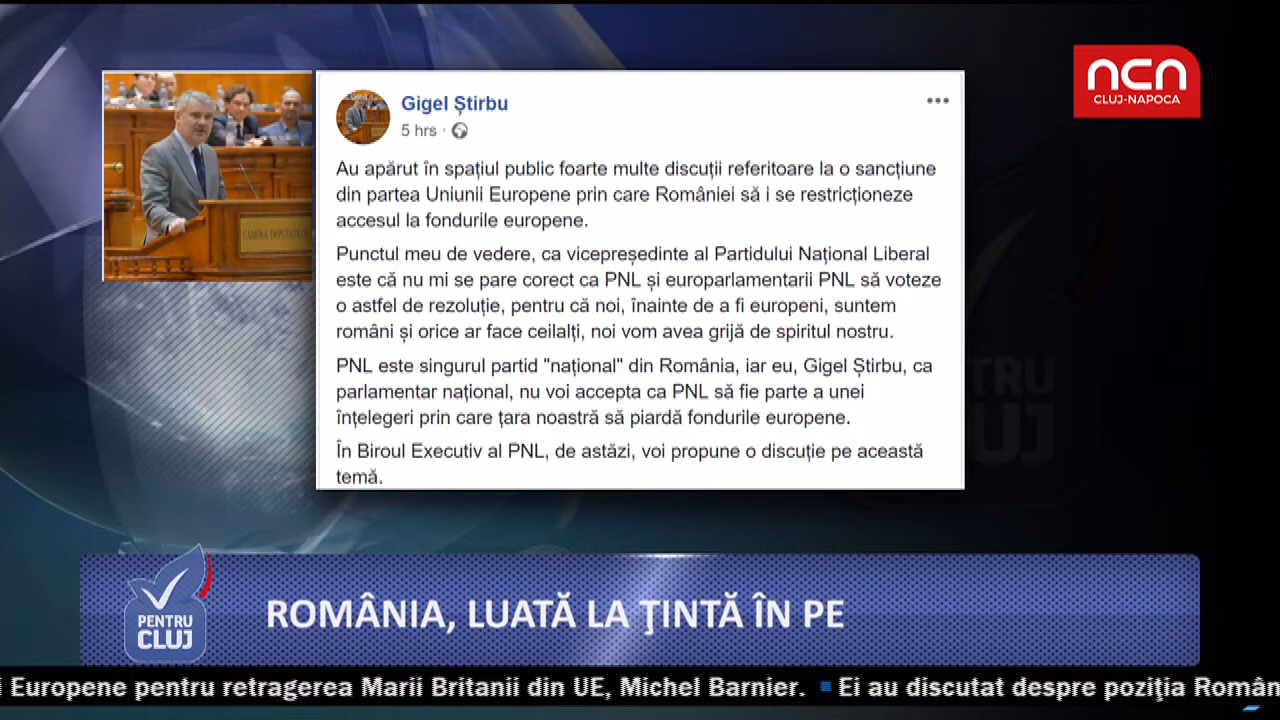 ncn
CLUJ-NAPOCA
Gigel Știrbu
5 hrs ·
Au apărut în spațiul public foarte multe discuții referitoare la o sancțiune
din partea Uniunii Europene prin care României să i se restricționeze
accesul la fondurile europene.
Punctul meu de vedere, ca vicepreședinte al Partidului Național Liberal
este că nu mi se pare corect ca PNL și europarlamentarii PNL să voteze
o astfel de rezoluție, pentru că noi, înainte de a fi europeni, suntem
români și orice ar face ceilalți, noi vom avea grijă de spiritul nostru.
PNL este singurul partid "național" din România, iar eu, Gigel Știrbu, ca
parlamentar național, nu voi accepta ca PNL să fie parte a unei
înțelegeri prin care țara noastră să piardă fondurile europene.
În Biroul Executiv al PNL, de astăzi, voi propune o discuție pe această
temă.
TRU
CLUJ
PENTRU
CLUJ
ROMÂNIA, LUATĂ LA ŢINTĂ ÎN PE
i Europene pentru retragerea Marii Britanii din UE, Michel Barnier. Ei au discutat despre poziţia Român